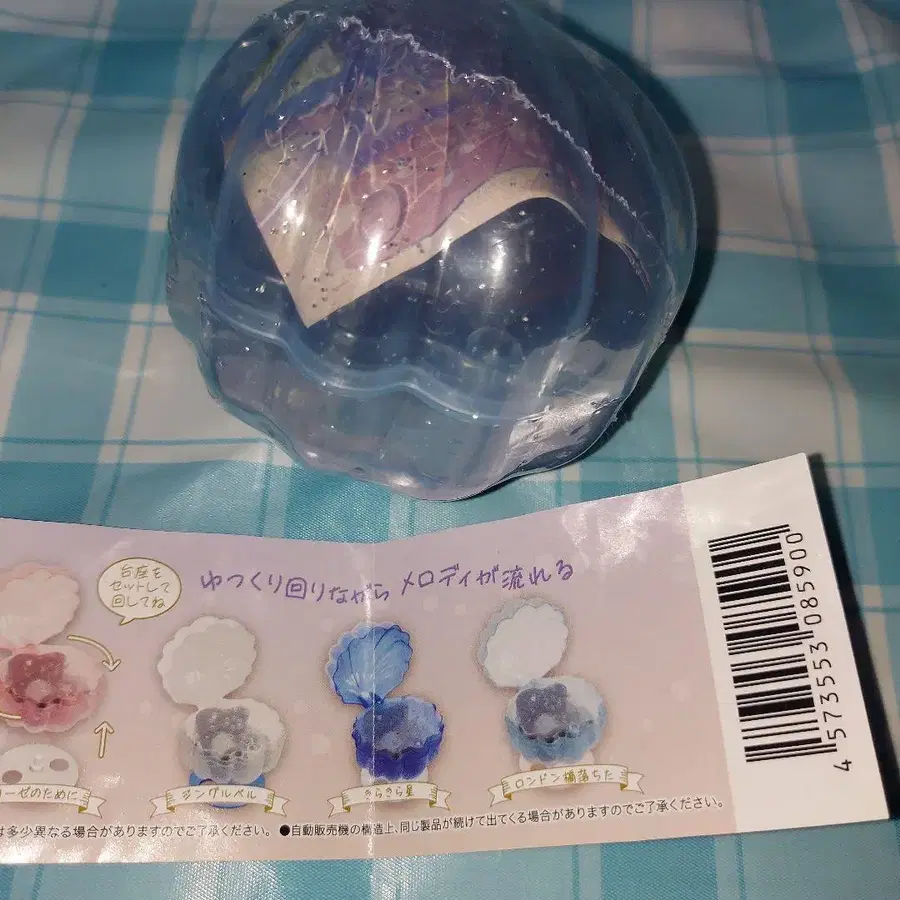 台座を
セットして
回してね
ゆっくり回りながら メロディが流れる
ーゼのために
ジングルベル
きらきら星
ロンドン橋落ちた
は多少異なる場合がありますのでご了承ください。 ●自動販売機の構造上、同じ製品が続けて出てくる場合がありますのでご了承ください。
4 573553 085900